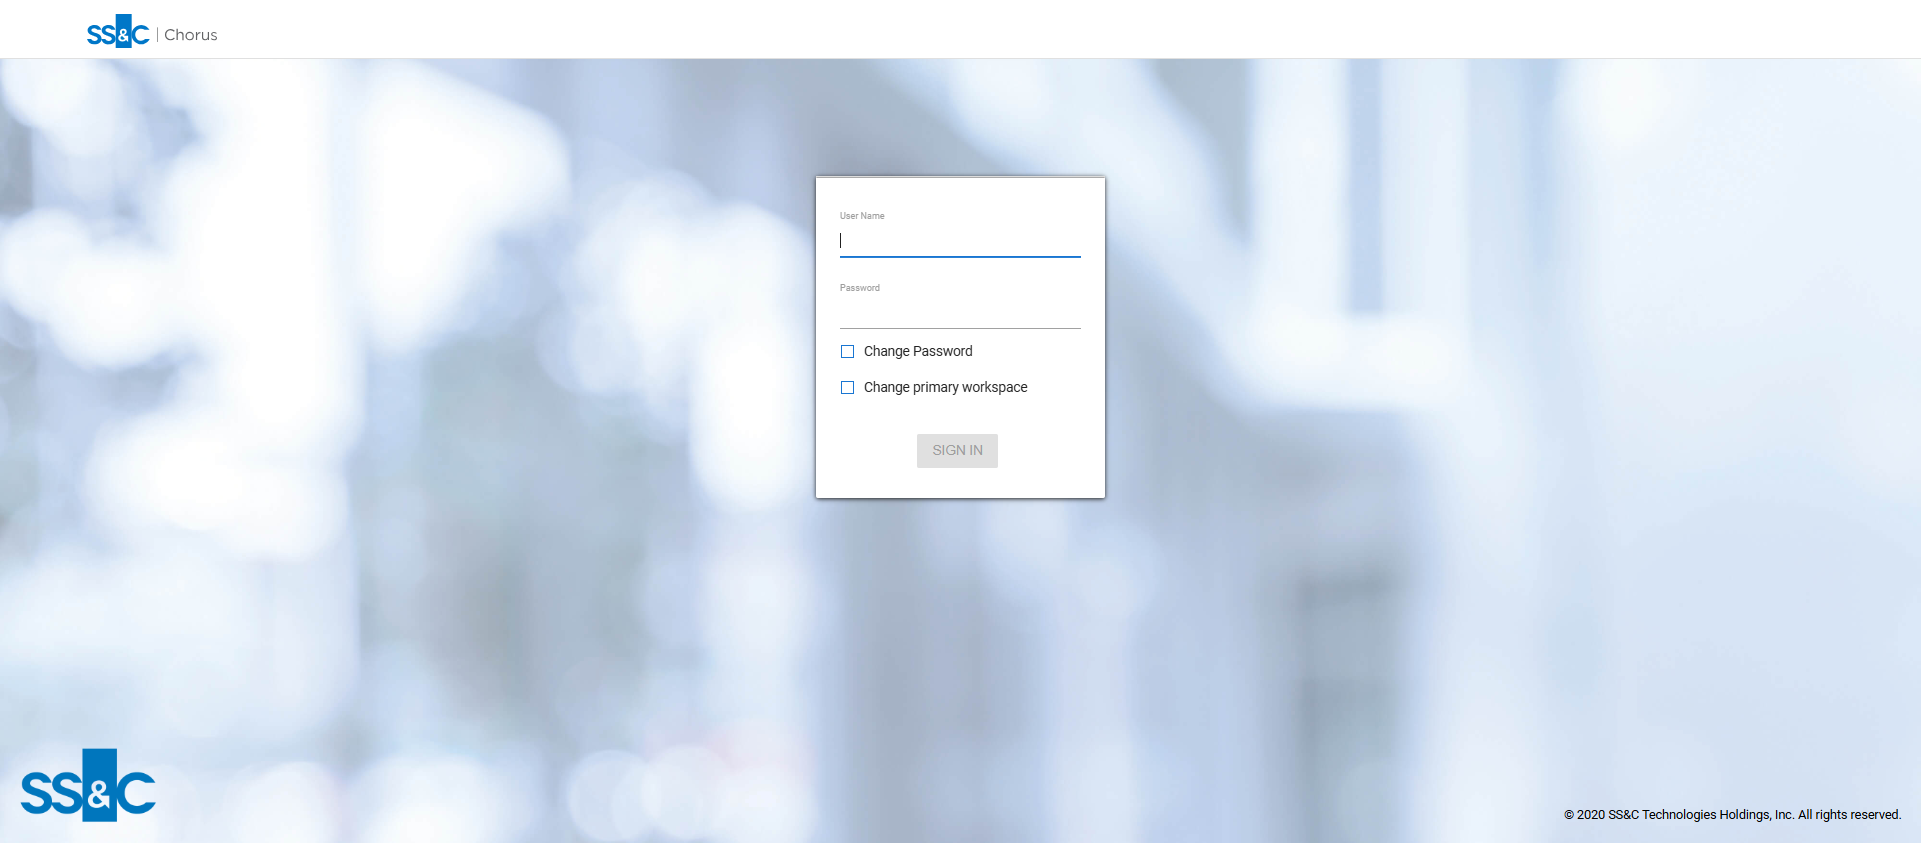 SS&C | Chorus
User Name
Password
Change Password
Change primary workspace
SIGN IN
SS&C
© 2020 SS&C Technologies Holdings, Inc. All rights reserved.